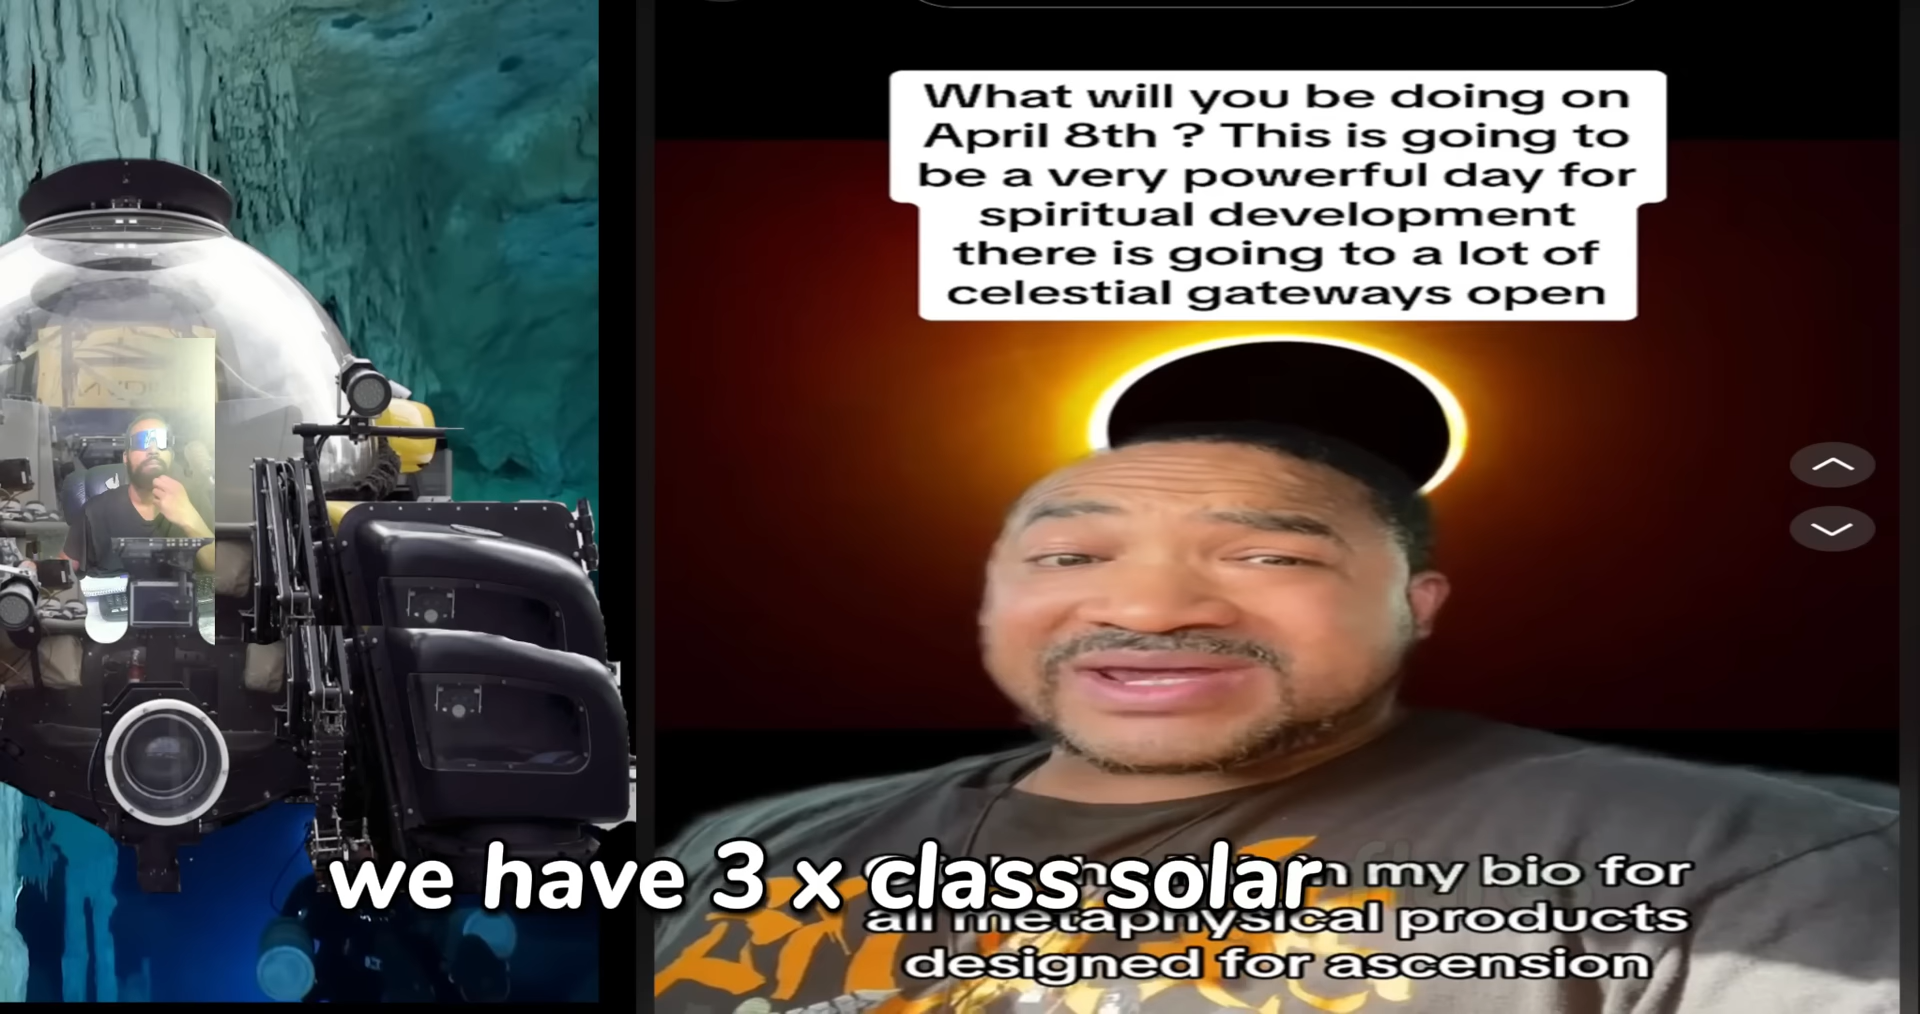 What will you be doing on
April 8th ? This is going to
be a very powerful day for
spiritual development
there is going to a lot of
celestial gateways open
we have 3 x class solar
in my bio for
all metaphysical products
designed for ascension